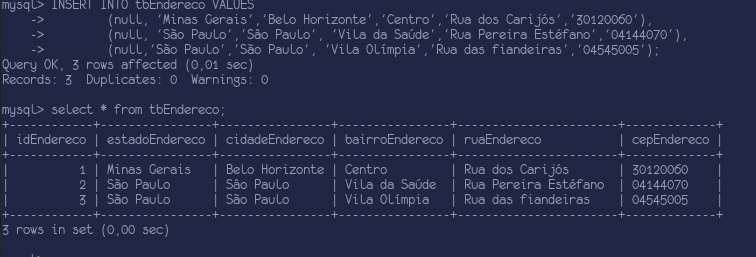 mysql> INSERT INTO tbEndereco VALUES
    ->         (null, 'Minas Gerais','Belo Horizonte','Centro','Rua dos Carijós','30120060'),
    ->         (null, 'São Paulo','Sâo Paulo', 'Vila da Saúde','Rua Pereira Estéfano','04144070'),
    ->         (null,'São Paulo','São Paulo', 'Vila Olímpia','Rua das fiandeiras','04545005');
Query OK, 3 rows affected (0,01 sec)
Records: 3  Duplicates: 0  Warnings: 0
mysql> select * from tbEndereco;
+------------+----------------+----------------+----------------+----------------------+-------------+
| idEndereco | estadoEndereco | cidadeEndereco | bairroEndereco | ruaEndereco          | cepEndereco |
+------------+----------------+----------------+----------------+----------------------+-------------+
|          1 | Minas Gerais   | Belo Horizonte | Centro         | Rua dos Carijós      | 30120060    |
|          2 | São Paulo      | Sâo Paulo      | Vila da Saúde  | Rua Pereira Estéfano | 04144070    |
|          3 | São Paulo      | São Paulo      | Vila Olímpia   | Rua das fiandeiras   | 04545005    |
+------------+----------------+----------------+----------------+----------------------+-------------+
3 rows in set (0,00 sec)